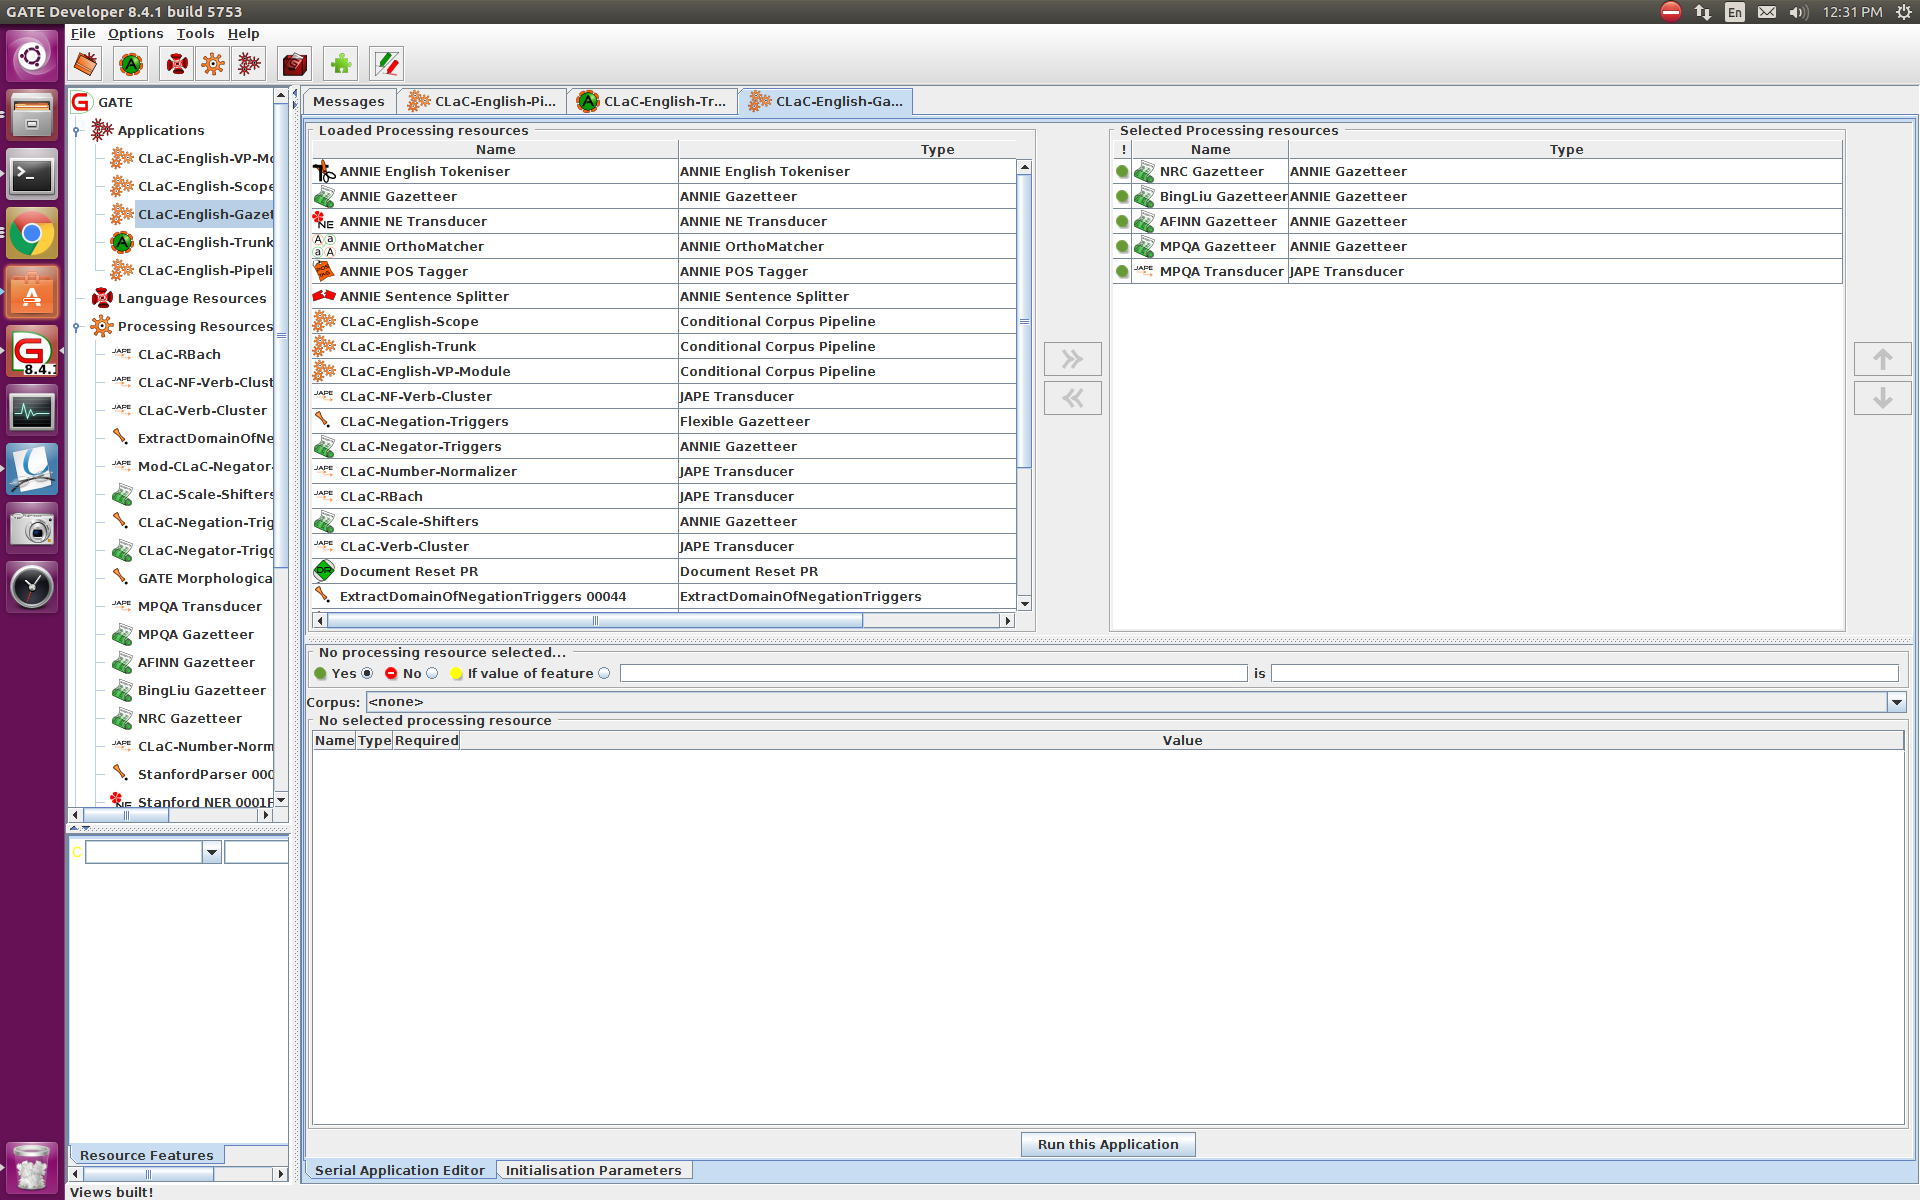 GATE Developer 8.4.1 build 5753
En
12:31 PM
File Options Tools Help
GATE
Applications
CLaC-English-VP-Mo
CLaC-English-Scope
CLaC-English-Gazet
CLaC-English-Trunk
CLaC-English-Pipeli
Language Resources
Processing Resources
CLaC-RBach
CLaC-NF-Verb-Clust
CLaC-Verb-Cluster
ExtractDomainOfNe
Mod-CLaC-Negator-
CLaC-Scale-Shifters
CLaC-Negation-Trig
CLaC-Negator-Trigg
GATE Morphologica
MPQA Transducer
MPQA Gazetteer
AFINN Gazetteer
BingLiu Gazetteer
NRC Gazetteer
CLaC-Number-Norm
StanfordParser 000
Stanford NER 0001F
Resource Features
Views built!
Messages CLaC-English-Pi... CLaC-English-Tr... CLaC-English-Ga...
Loaded Processing resources
Name Type
ANNIE English Tokeniser ANNIE English Tokeniser
ANNIE Gazetteer ANNIE Gazetteer
ANNIE NE Transducer ANNIE NE Transducer
ANNIE OrthoMatcher ANNIE OrthoMatcher
ANNIE POS Tagger ANNIE POS Tagger
ANNIE Sentence Splitter ANNIE Sentence Splitter
CLaC-English-Scope Conditional Corpus Pipeline
CLaC-English-Trunk Conditional Corpus Pipeline
CLaC-English-VP-Module Conditional Corpus Pipeline
CLaC-NF-Verb-Cluster JAPE Transducer
CLaC-Negation-Triggers Flexible Gazetteer
CLaC-Negator-Triggers ANNIE Gazetteer
CLaC-Number-Normalizer JAPE Transducer
CLaC-RBach JAPE Transducer
CLaC-Scale-Shifters ANNIE Gazetteer
CLaC-Verb-Cluster JAPE Transducer
Document Reset PR Document Reset PR
ExtractDomainOfNegationTriggers 00044 ExtractDomainOfNegationTriggers
Selected Processing resources
! Name Type
NRC Gazetteer ANNIE Gazetteer
BingLiu Gazetteer ANNIE Gazetteer
AFINN Gazetteer ANNIE Gazetteer
MPQA Gazetteer ANNIE Gazetteer
MPQA Transducer JAPE Transducer
No processing resource selected...
Yes No If value of feature is
Corpus: <none>
No selected processing resource
Name Type Required Value
Run this Application
Serial Application Editor Initialisation Parameters